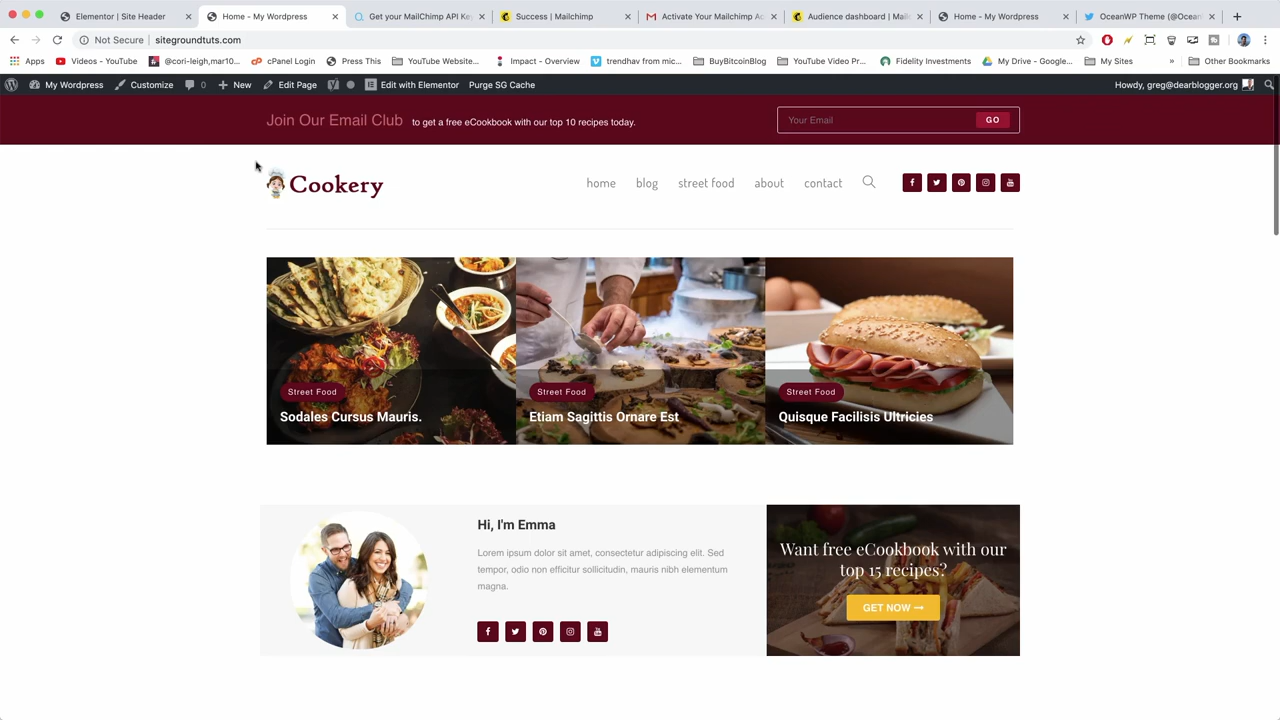 Elementor | Site Header
Home - My Wordpress
Get your MailChimp API Key
Success | Mailchimp
Activate Your Mailchimp Ac
Audience dashboard | Mail
Home - My Wordpress
OceanWP Theme (@Ocean
Not Secure | sitegroundtuts.com
Apps
Videos - YouTube
@cori-leigh,mar10...
cPanel Login
Press This
YouTube Website...
Impact - Overview
trendhav from mic...
BuyBitcoinBlog
YouTube Video Pr...
Fidelity Investments
My Drive - Google...
My Sites
»
Other Bookmarks
My Wordpress
Customize
0
New
Edit Page
Edit with Elementor
Purge SG Cache
Howdy, greg@dearblogger.org
Join Our Email Club to get a free eCookbook with our top 10 recipes today.
Your Email
GO
Cookery
home
blog
street food
about
contact
Street Food
Sodales Cursus Mauris.
Street Food
Etiam Sagittis Ornare Est
Street Food
Quisque Facilisis Ultricies
Hi, I'm Emma
Lorem ipsum dolor sit amet, consectetur adipiscing elit. Sed
tempor, odio non efficitur sollicitudin, mauris nibh elementum
magna.
Want free eCookbook with our
top 15 recipes?
GET NOW